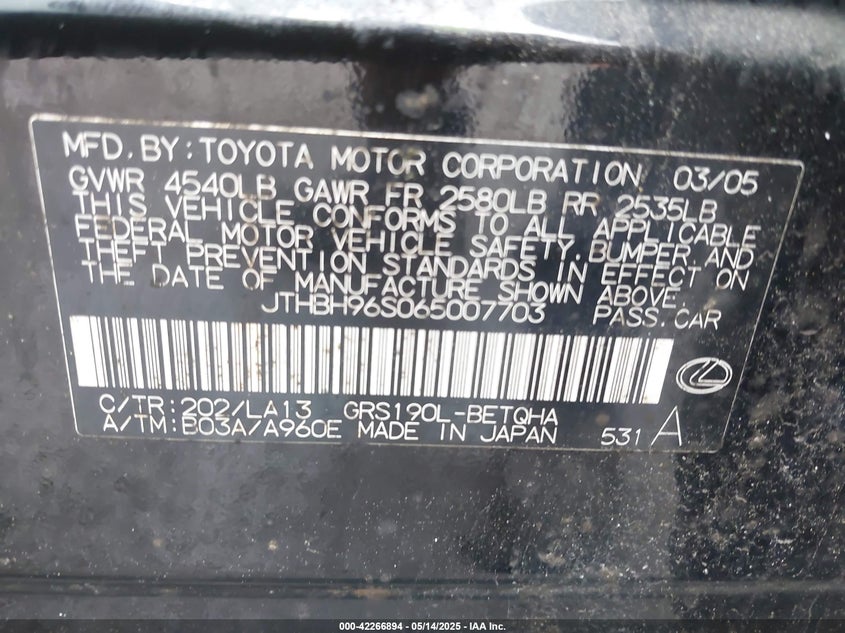 MFD. BY: TOYOTA MOTOR CORPORATION 03/05
GVWR 4540LB GAWR FR 2580LB RR 2535LB
THIS VEHICLE CONFORMS TO ALL APPLICABLE
FEDERAL MOTOR VEHICLE SAFETY, BUMPER, AND
THEFT PREVENTION STANDARDS IN EFFECT ON
THE DATE OF MANUFACTURE SHOWN ABOVE.
JTHBH96S065007703 PASS. CAR
C/TR: 202/LA13 GRS190L-BETQHA
A/TM: B03A/A960E MADE IN JAPAN 531 A
000-42266894 - 05/14/2025 - IAA Inc.